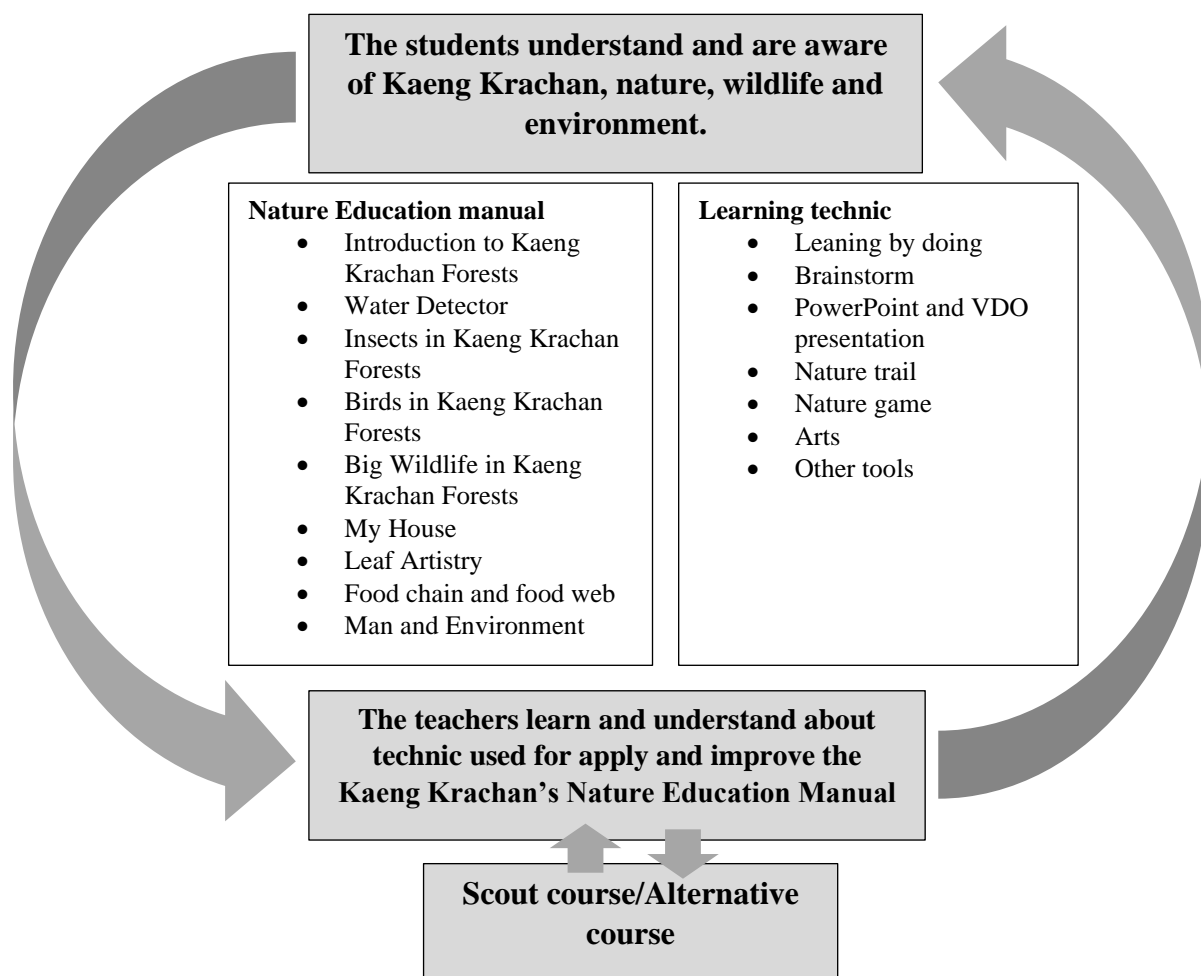 The students understand and are aware
of Kaeng Krachan, nature, wildlife and
environment.
Nature Education manual
• Introduction to Kaeng
Krachan Forests
• Water Detector
• Insects in Kaeng Krachan
Forests
• Birds in Kaeng Krachan
Forests
• Big Wildlife in Kaeng
Krachan Forests
• My House
• Leaf Artistry
• Food chain and food web
• Man and Environment
Learning technic
• Leaning by doing
• Brainstorm
• PowerPoint and VDO
presentation
• Nature trail
• Nature game
• Arts
• Other tools
The teachers learn and understand about
technic used for apply and improve the
Kaeng Krachan’s Nature Education Manual
Scout course/Alternative
course